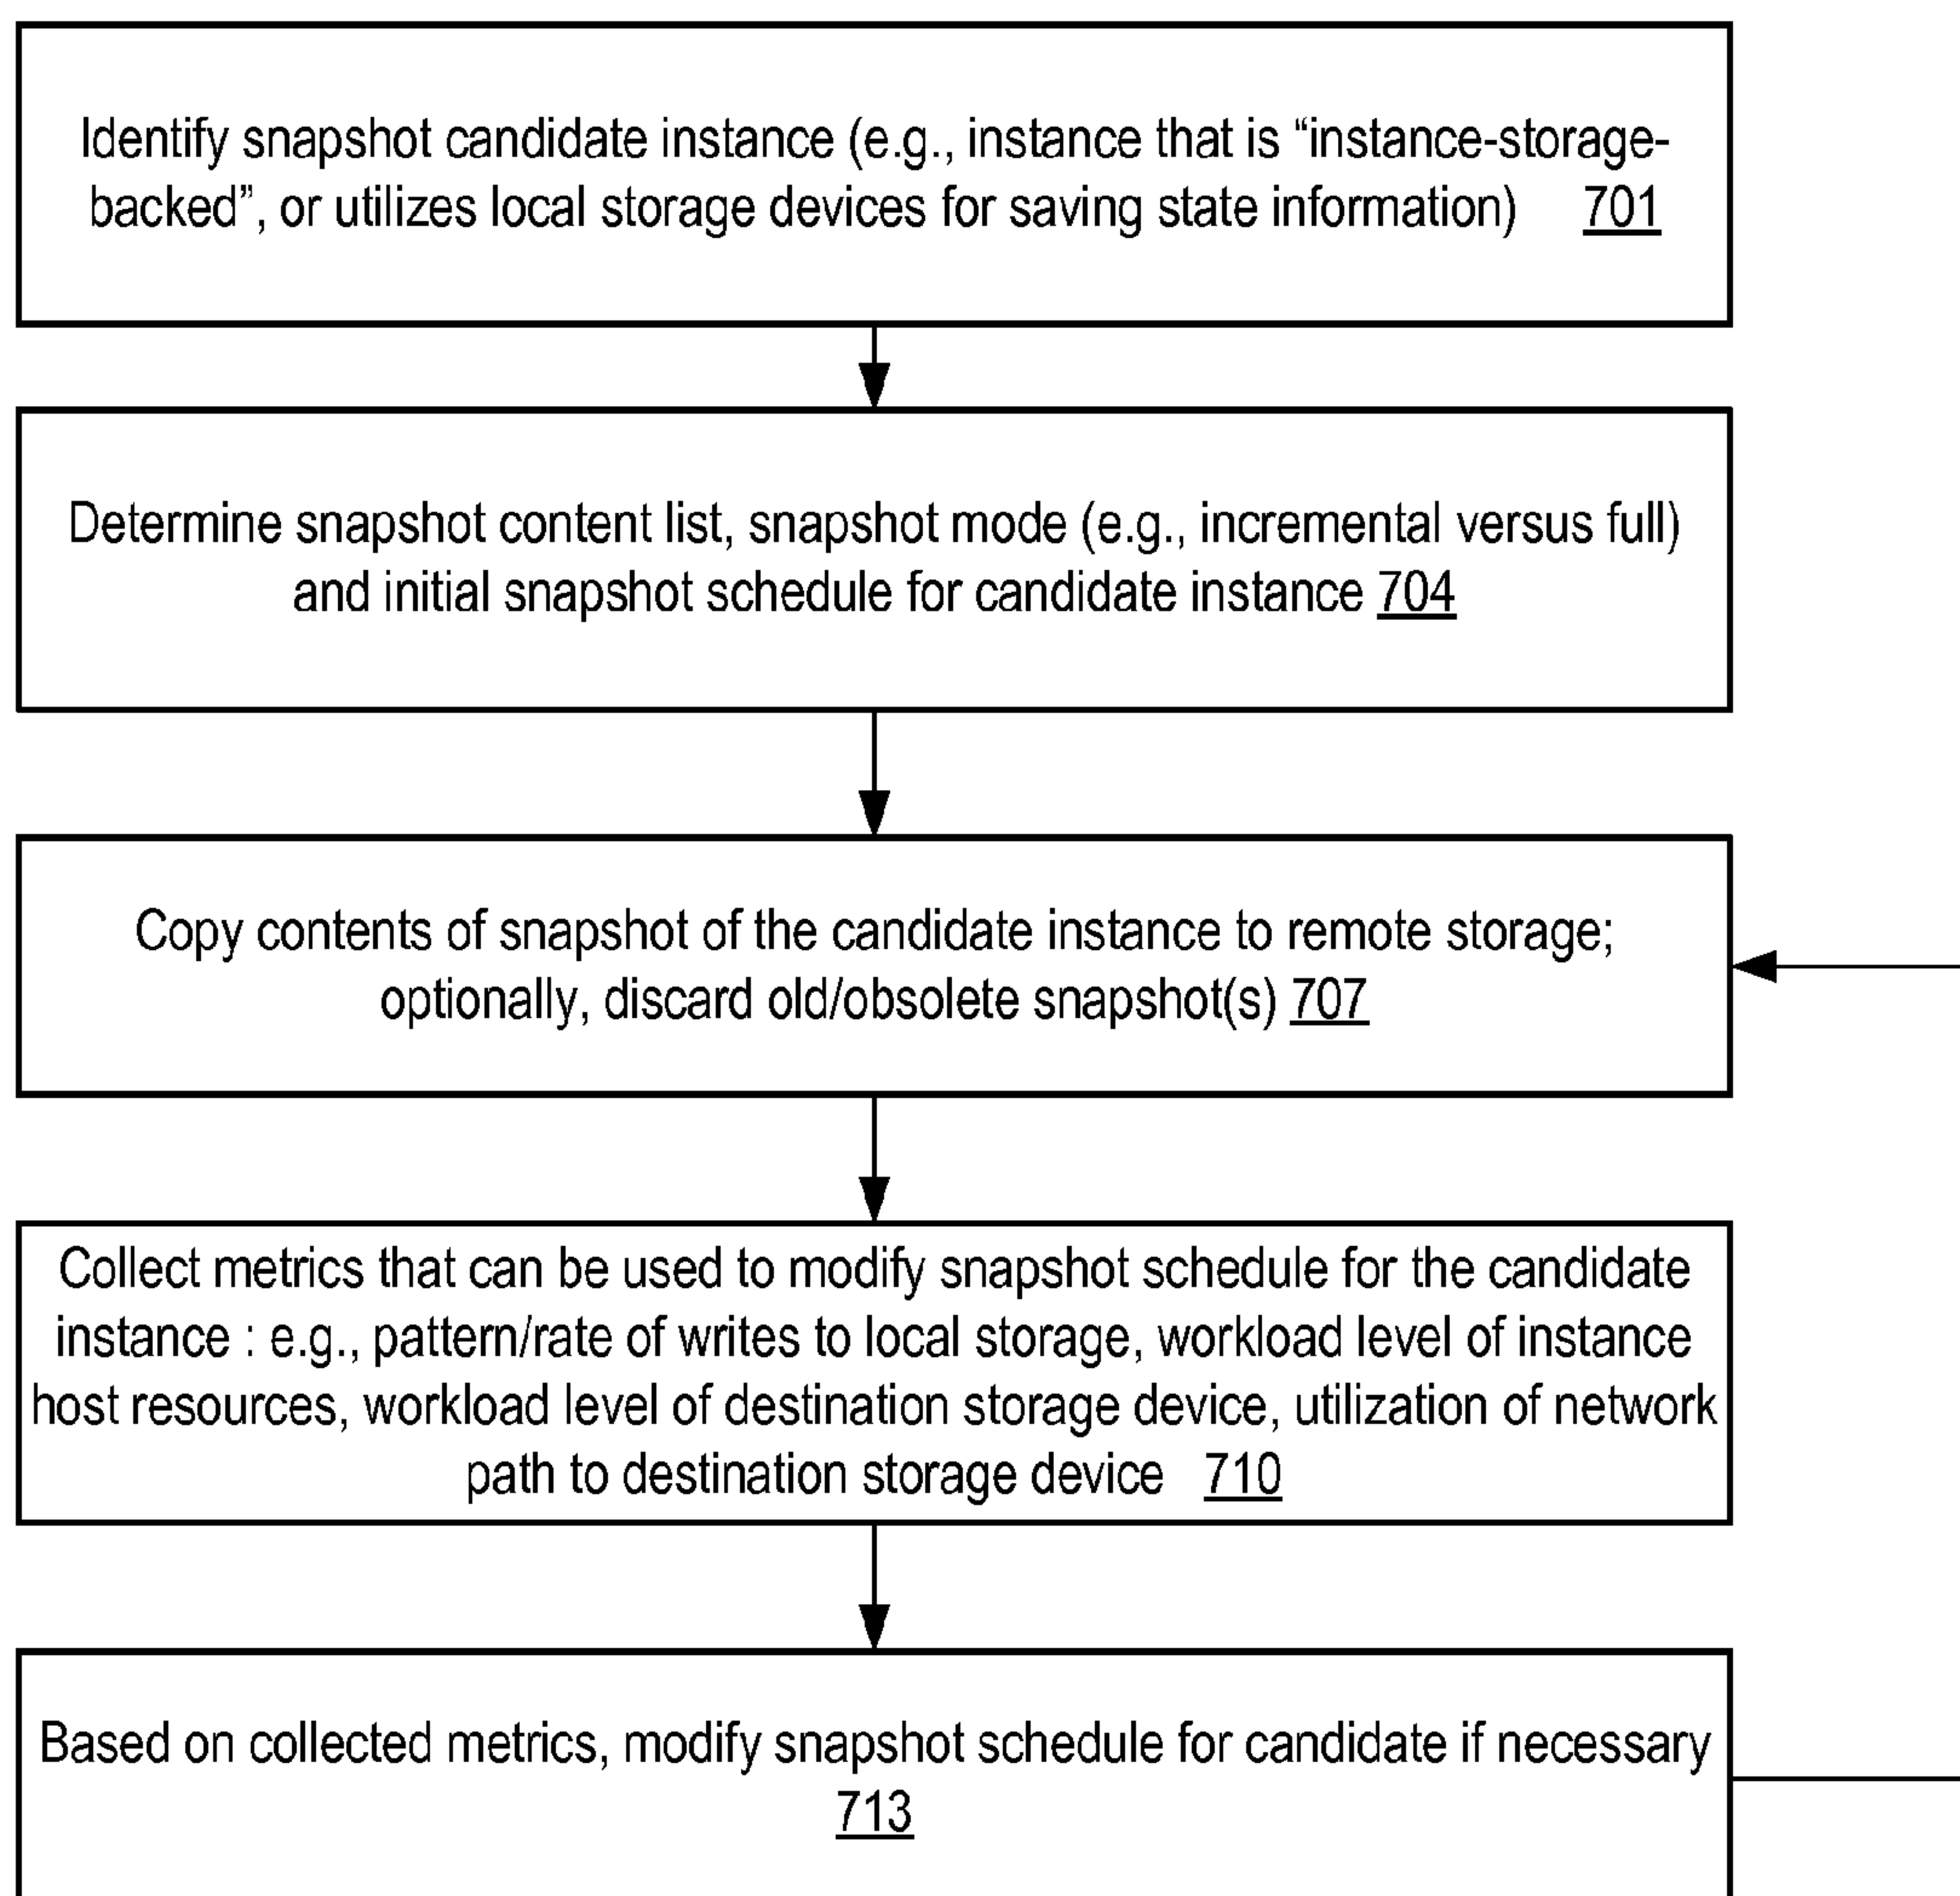 Identify snapshot candidate instance (e.g., instance that is “instance-storage-
backed”, or utilizes local storage devices for saving state information) 701
Determine snapshot content list, snapshot mode (e.g., incremental versus full)
and initial snapshot schedule for candidate instance 704
Copy contents of snapshot of the candidate instance to remote storage;
optionally, discard old/obsolete snapshot(s) 707
Collect metrics that can be used to modify snapshot schedule for the candidate
instance : e.g., pattern/rate of writes to local storage, workload level of instance
host resources, workload level of destination storage device, utilization of network
path to destination storage device 710
Based on collected metrics, modify snapshot schedule for candidate if necessary
713